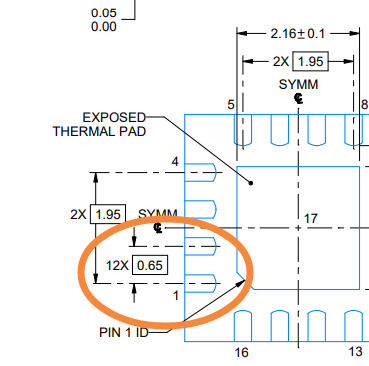 0.05
0.00
2.16±0.1
2X 1.95
SYMM
℄
5
8
EXPOSED
THERMAL PAD
4
2X 1.95
SYMM
℄
17
12X 0.65
1
PIN 1 ID
16
13